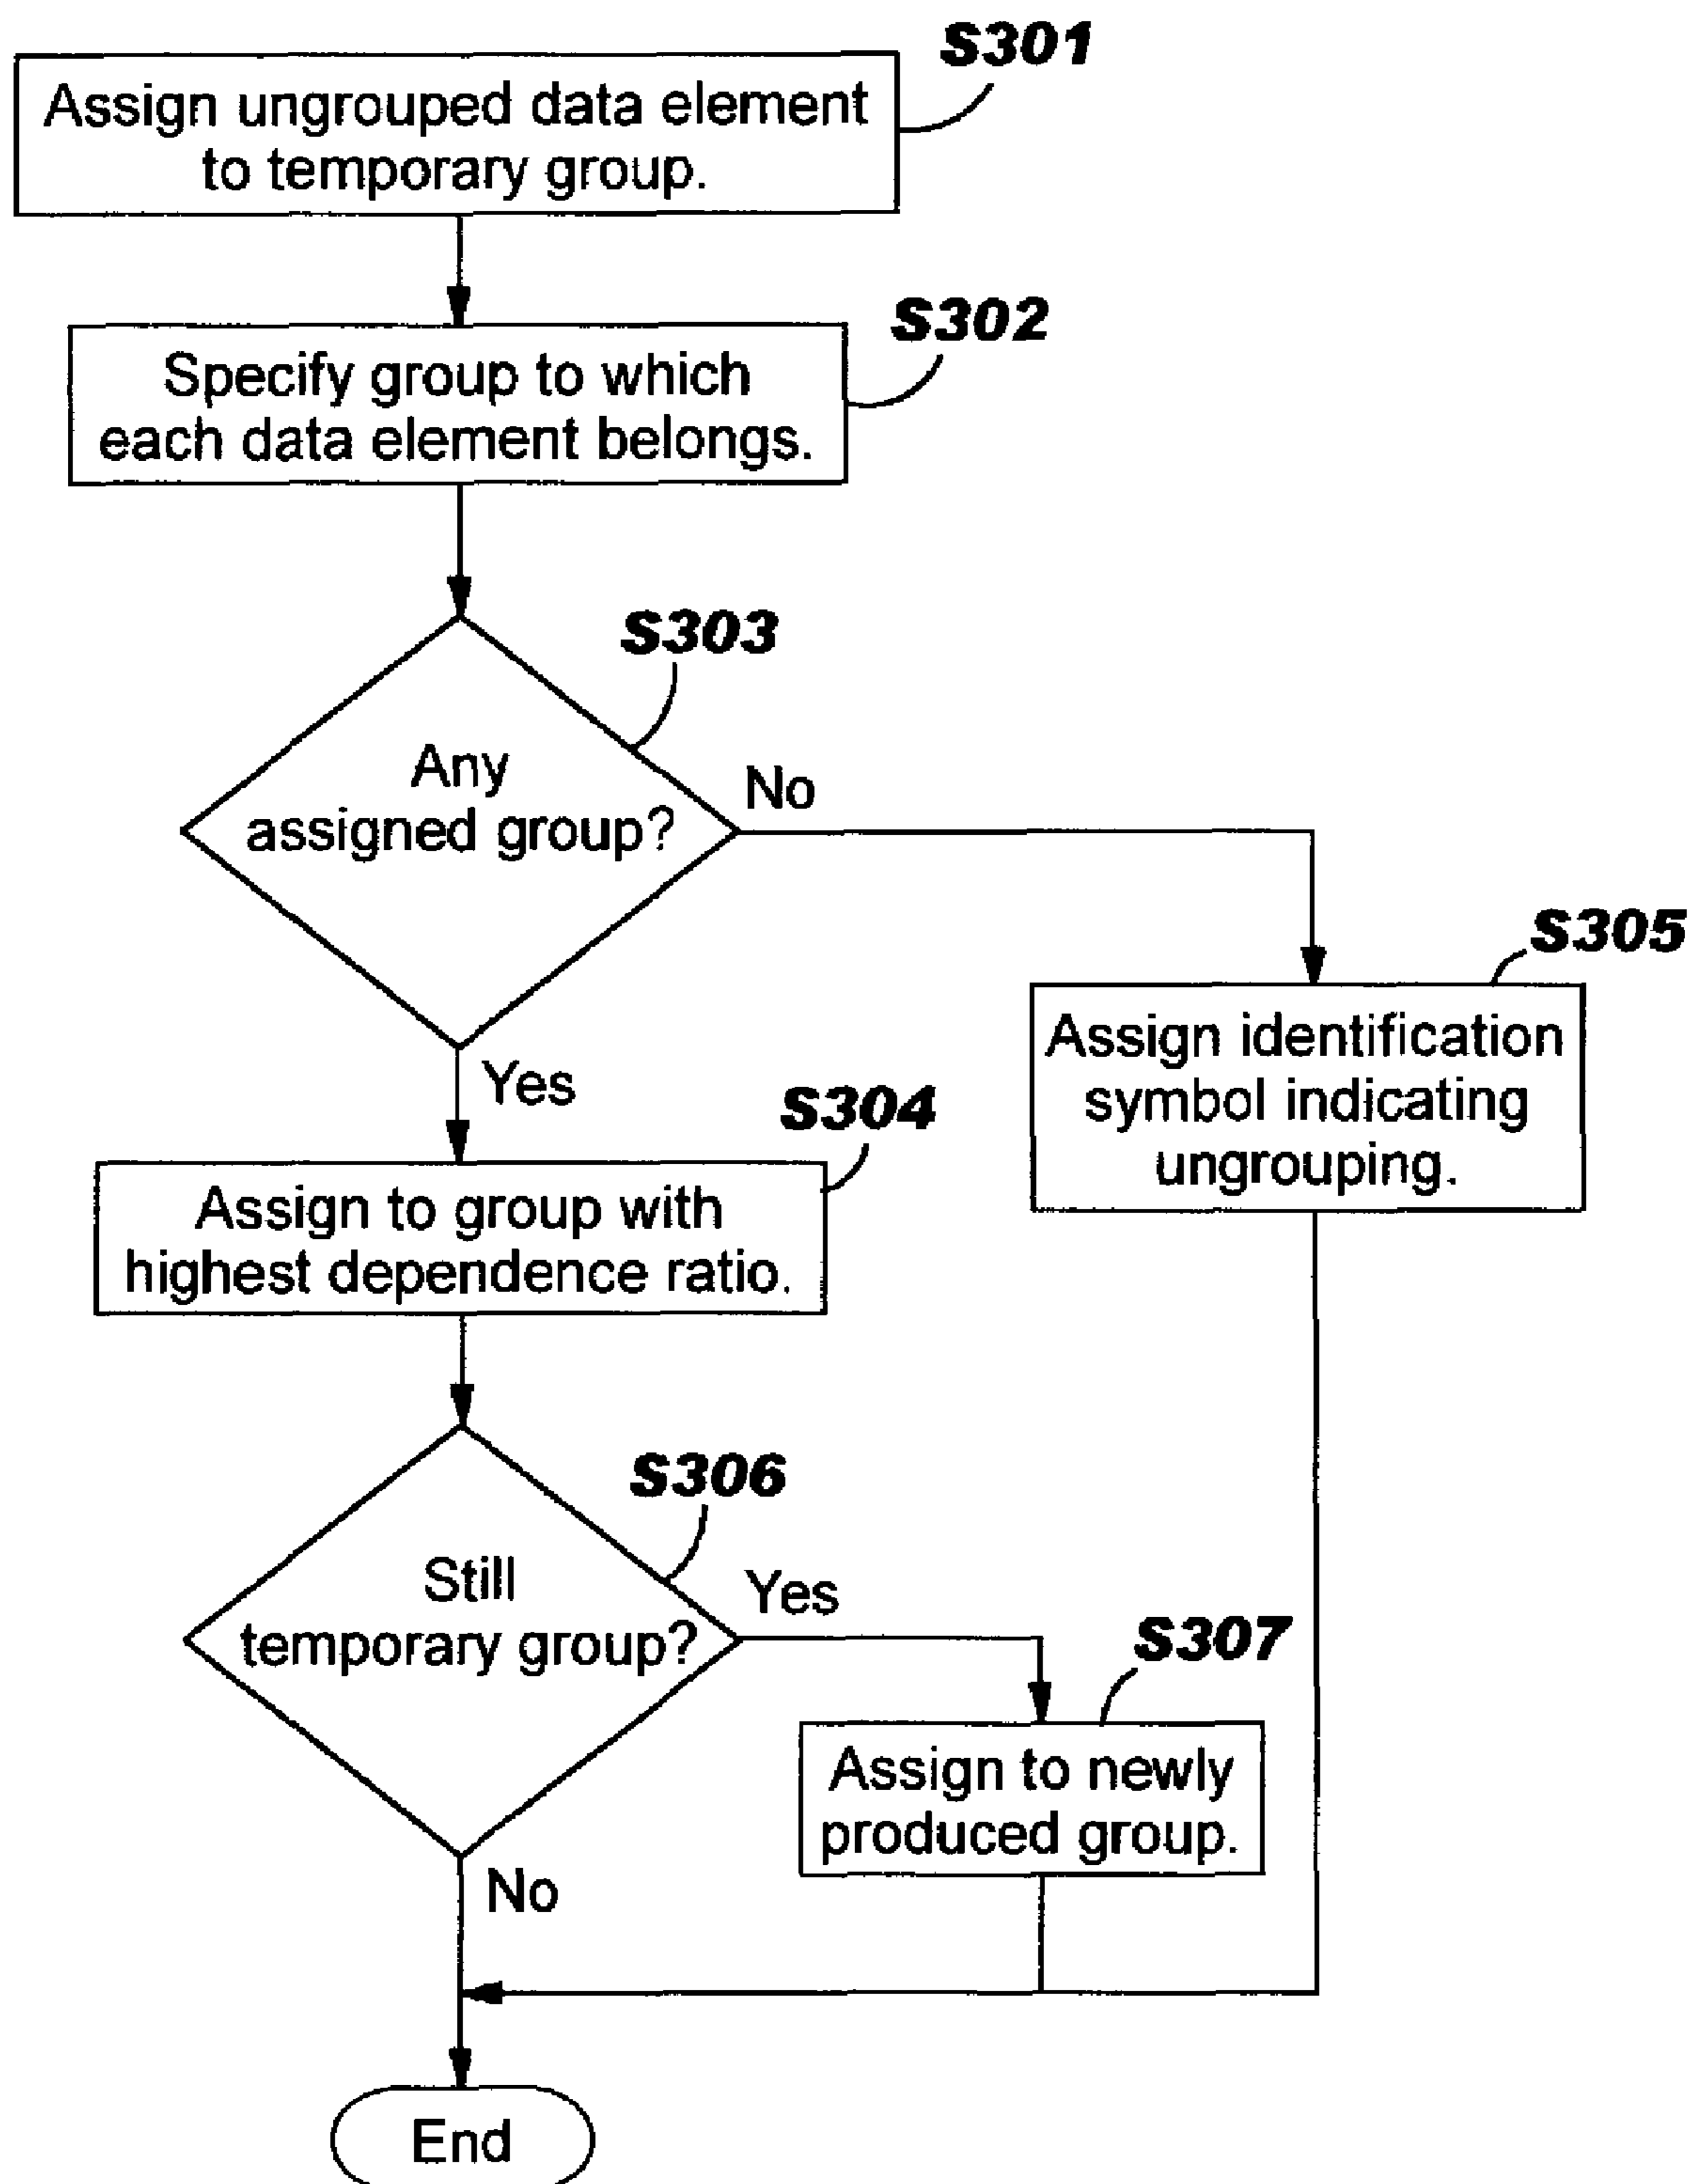 S301
Assign ungrouped data element
to temporary group.
S302
Specify group to which
each data element belongs.
S303
Any
assigned group?
No
Yes
S305
Assign identification
symbol indicating
ungrouping.
S304
Assign to group with
highest dependence ratio.
S306
Still
temporary group?
Yes
S307
Assign to newly
produced group.
No
End